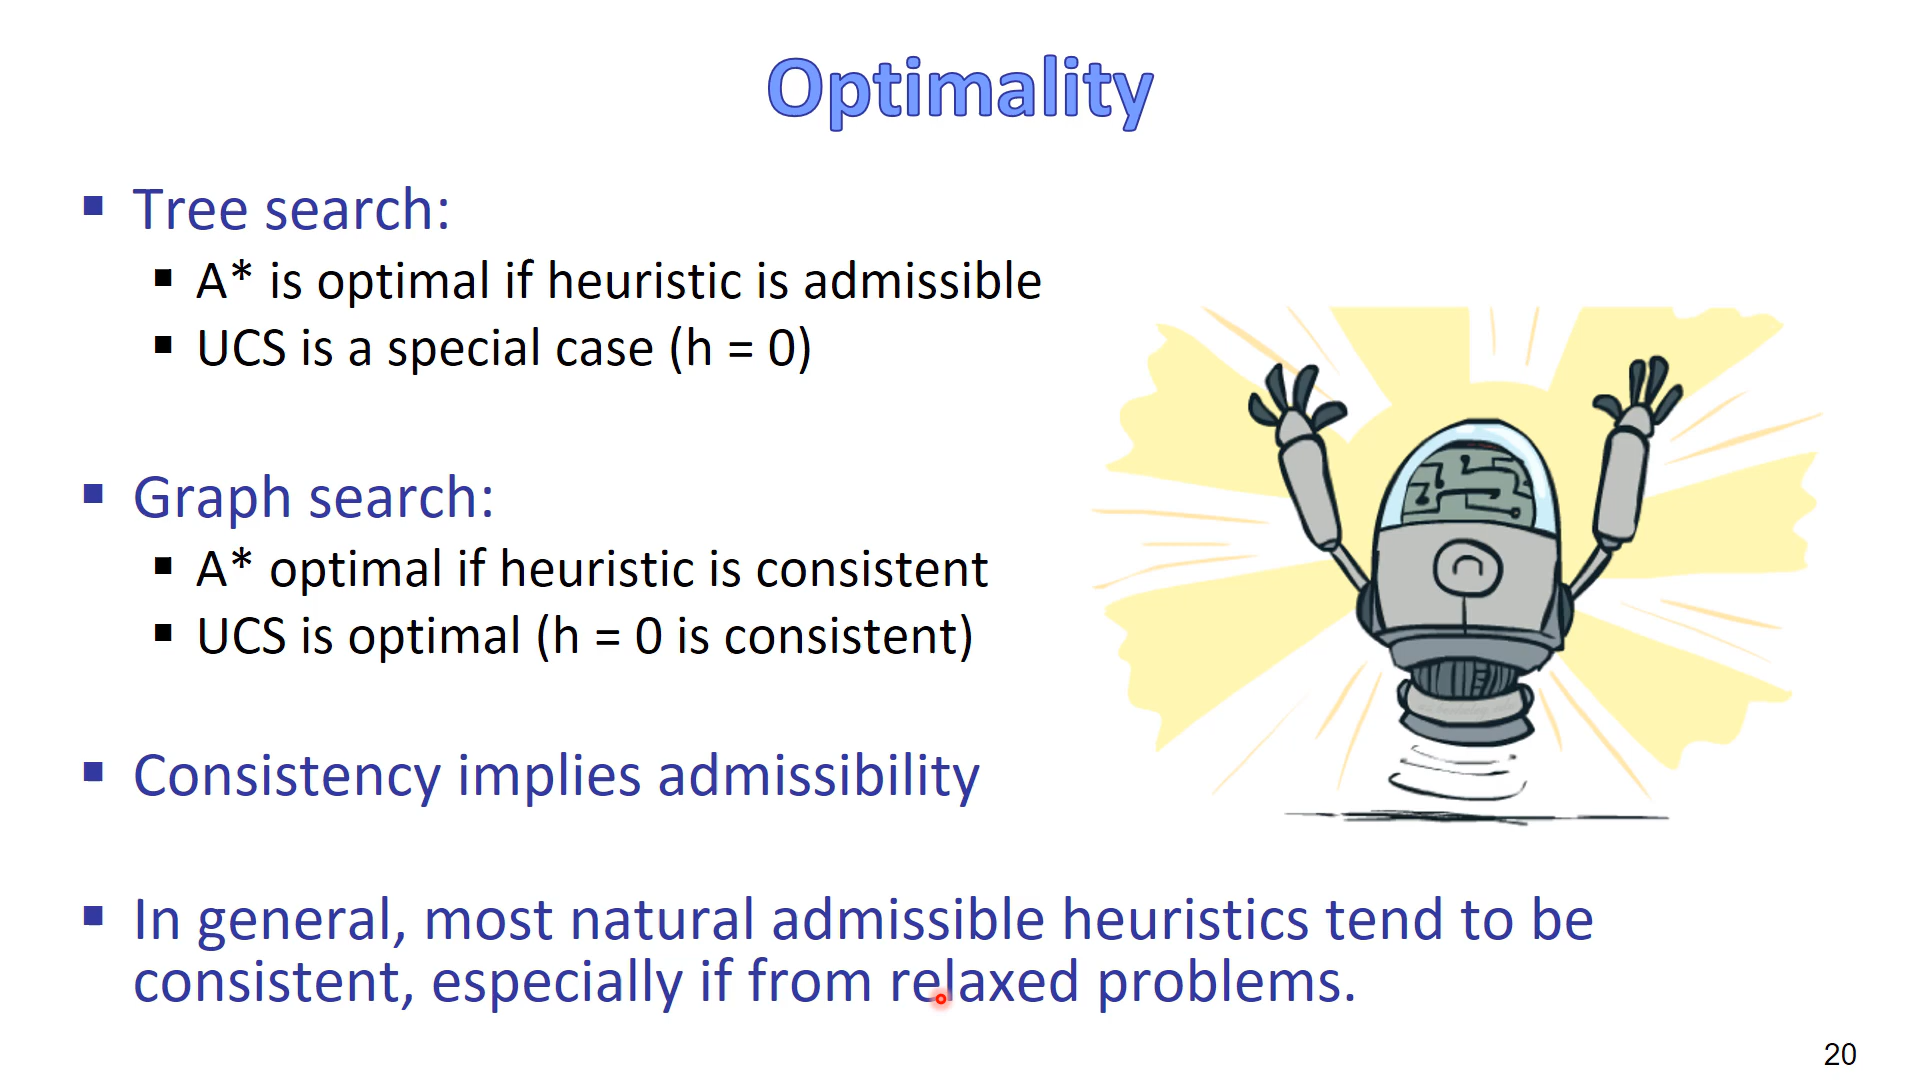 Optimality
▪ Tree search:
▪ A* is optimal if heuristic is admissible
▪ UCS is a special case (h = 0)
▪ Graph search:
▪ A* optimal if heuristic is consistent
▪ UCS is optimal (h = 0 is consistent)
▪ Consistency implies admissibility
▪ In general, most natural admissible heuristics tend to be
consistent, especially if from relaxed problems.
20